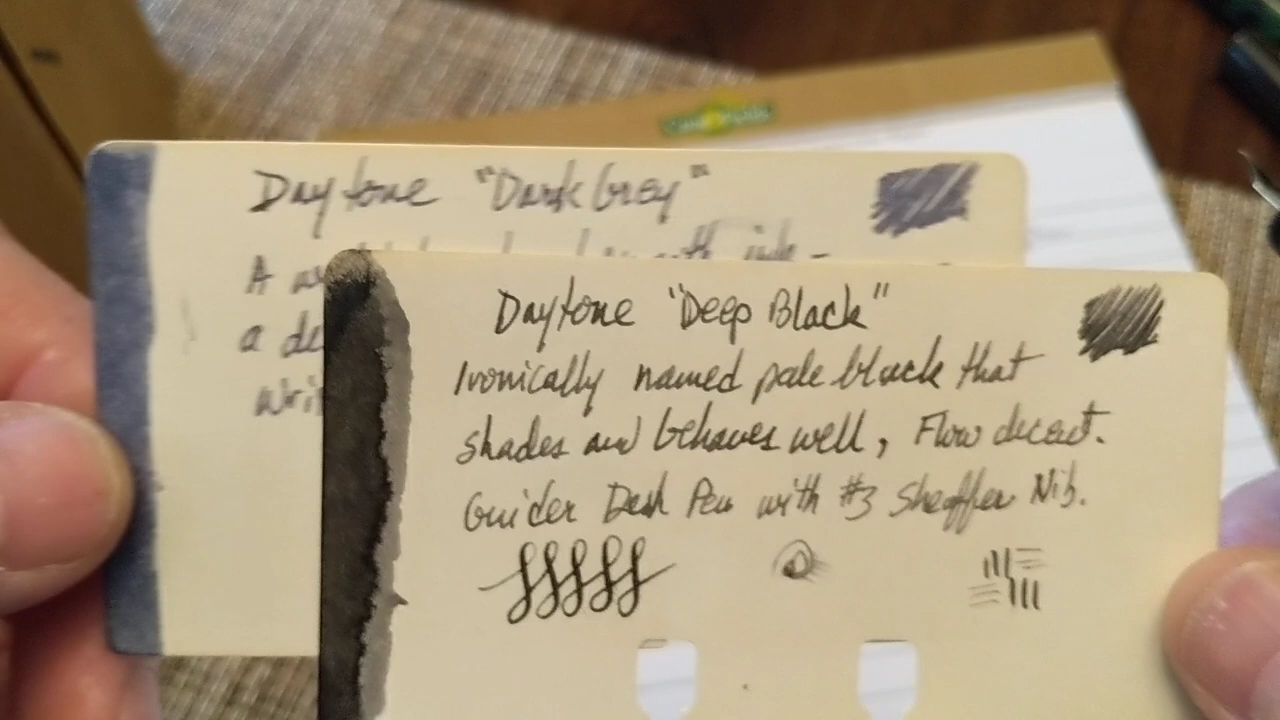 Daytone "Dark Grey"
A
ink -
a
Daytone "Deep Black"
Ironically named pale black that
shades and behaves well, Flow decent.
Guider Desk Pen with #3 Sheaffer Nib.